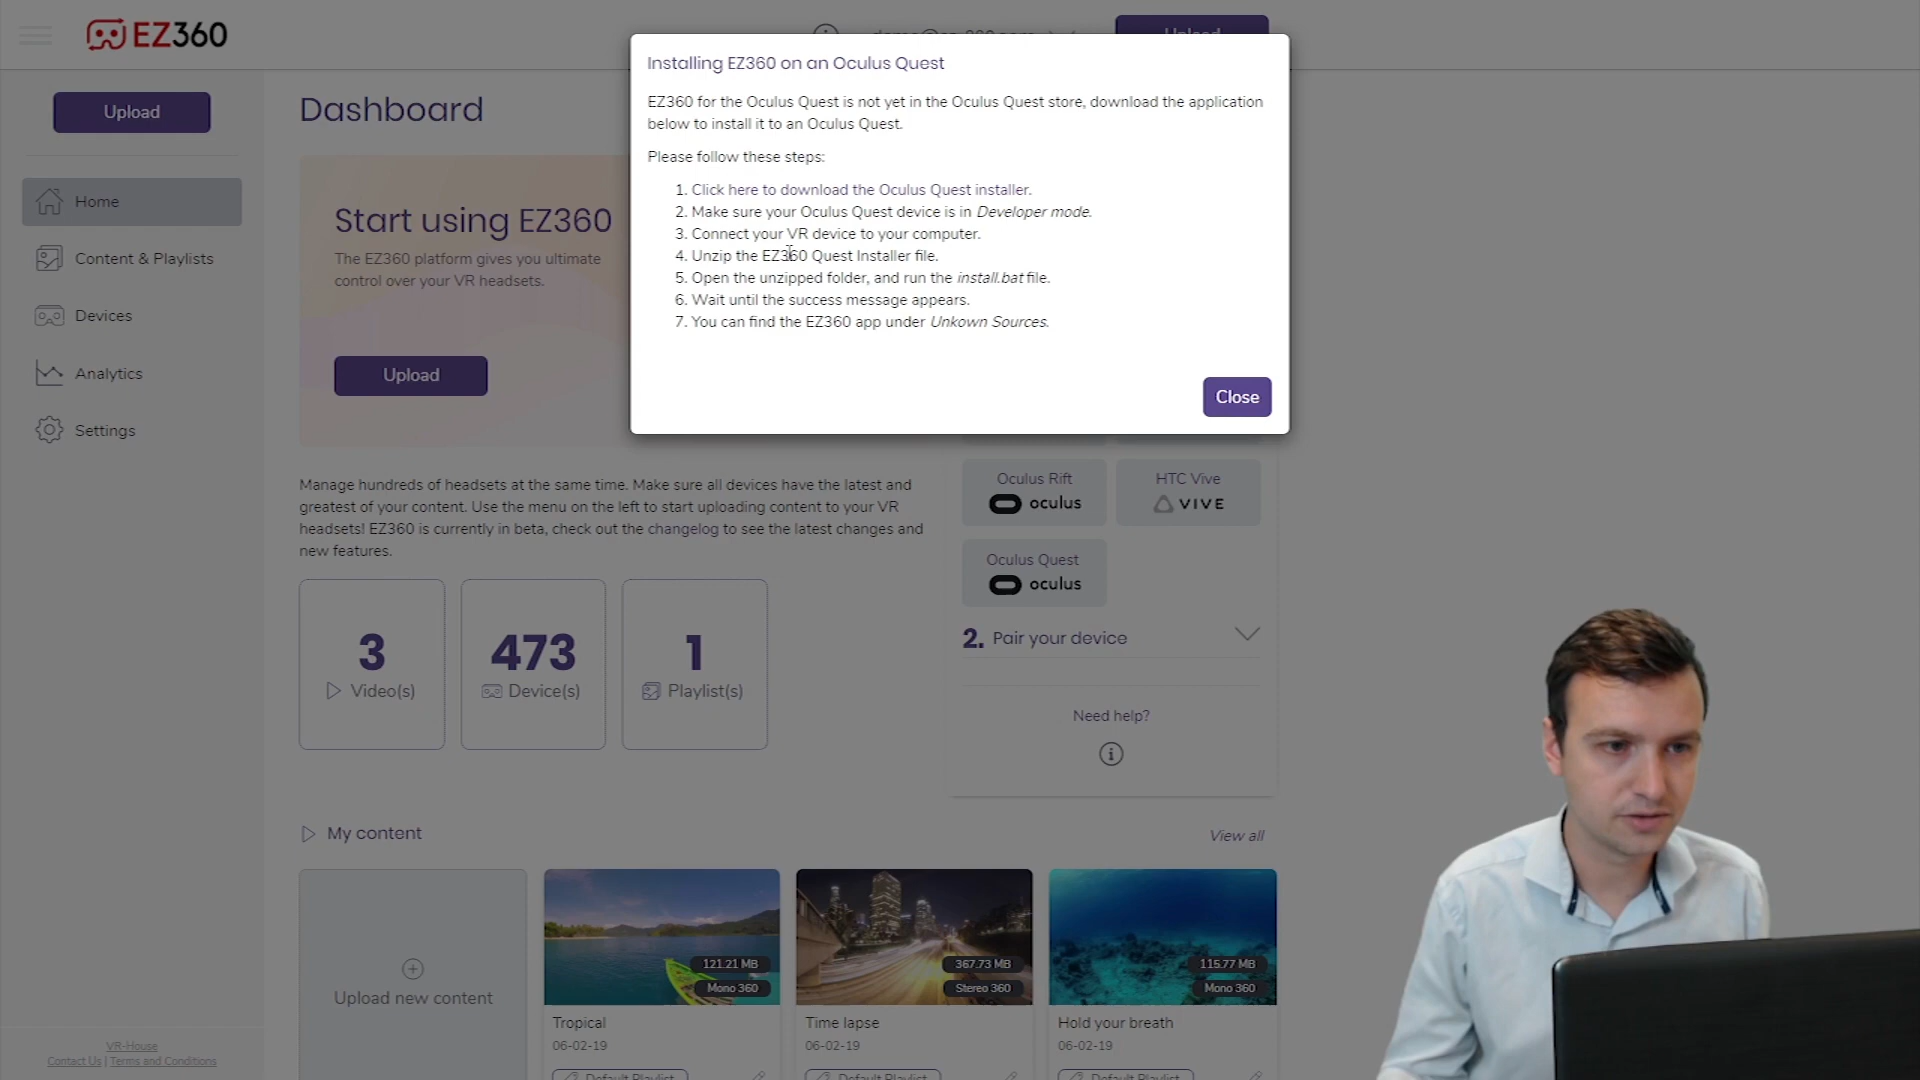 EZ360
Upload
Upload
Home
Content & Playlists
Devices
Analytics
Settings
VR-House
Contact Us | Terms and Conditions
Dashboard
Start using EZ360
The EZ360 platform gives you ultimate
control over your VR headsets.
Upload
Installing EZ360 on an Oculus Quest
EZ360 for the Oculus Quest is not yet in the Oculus Quest store, download the application
below to install it to an Oculus Quest.
Please follow these steps:
1. Click here to download the Oculus Quest installer.
2. Make sure your Oculus Quest device is in Developer mode.
3. Connect your VR device to your computer.
4. Unzip the EZ360 Quest Installer file.
5. Open the unzipped folder, and run the install.bat file.
6. Wait until the success message appears.
7. You can find the EZ360 app under Unkown Sources.
Close
Manage hundreds of headsets at the same time. Make sure all devices have the latest and
greatest of your content. Use the menu on the left to start uploading content to your VR
headsets! EZ360 is currently in beta, check out the changelog to see the latest changes and
new features.
3
Video(s)
473
Device(s)
1
Playlist(s)
Oculus Rift
oculus
HTC Vive
VIVE
Oculus Quest
oculus
2. Pair your device
Need help?
My content
View all
Upload new content
121.21 MB
Mono 360
Tropical
06-02-19
Default Playlist
367.73 MB
Stereo 360
Time lapse
06-02-19
Default Playlist
115.77 MB
Mono 360
Hold your breath
06-02-19
Default Playlist